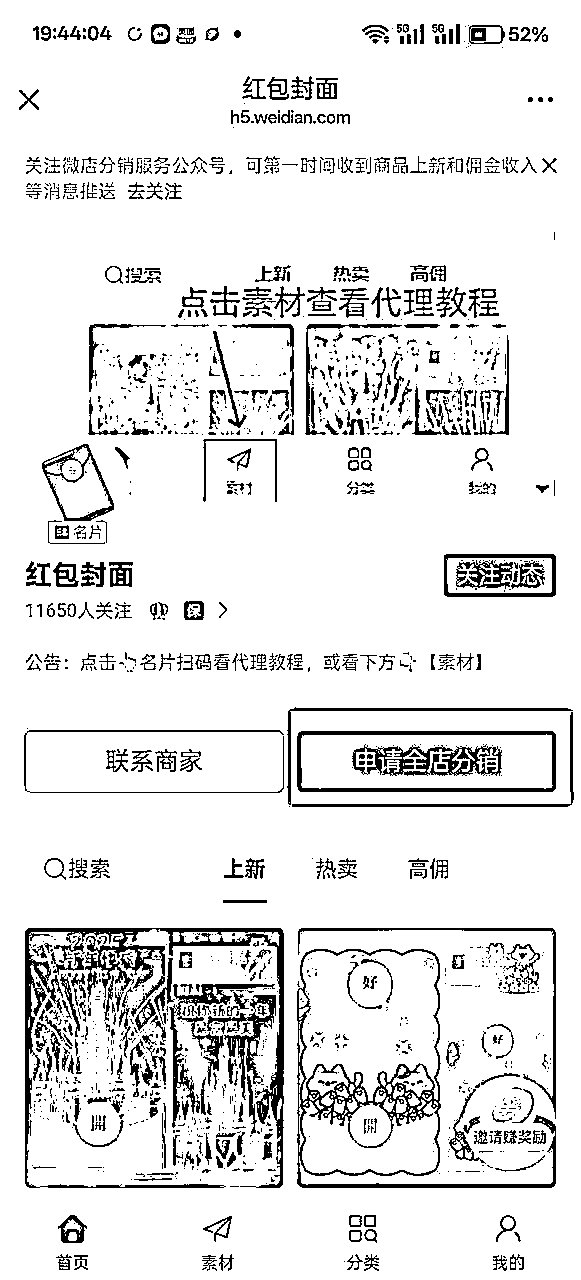 19:44:04
5G 5G 52%
红包封面
h5.weidian.com
关注微店分销服务公众号，可第一时间收到商品上新和佣金收入
等消息推送 去关注
搜索 上新 热卖 高佣
点击素材查看代理教程
素材 分类 我的
名片
红包封面
关注动态
11650人关注 保
公告：点击👆名片扫码看代理教程，或看下方👇【素材】
联系商家
申请全店分销
搜索 上新 热卖 高佣
開
好
開
好
邀请赚奖励
首页 素材 分类 我的